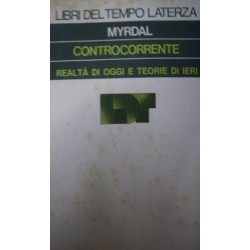 LIBRI DEL TEMPO LATERZA
MYRDAL
CONTROCORRENTE
REALTÀ DI OGGI E TEORIE DI IERI